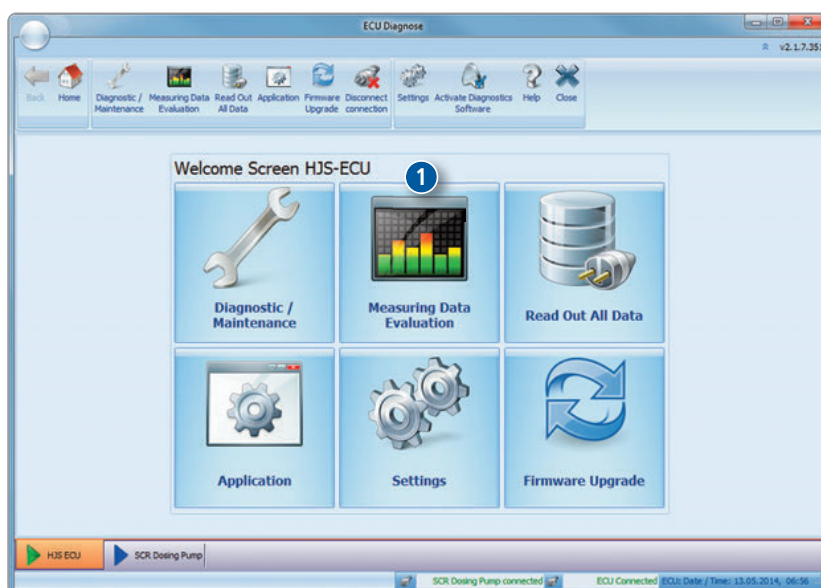 ECU Diagnose
v2.1.7.351
Back
Home
Diagnostic /
Maintenance
Measuring Data
Evaluation
Read Out
All Data
Application
Firmware
Upgrade
Disconnect
connection
Settings
Activate Diagnostics
Software
Help
Close
Welcome Screen HJS-ECU
1
Diagnostic /
Maintenance
Measuring Data
Evaluation
Read Out All Data
Application
Settings
Firmware Upgrade
HJS ECU
SCR Dosing Pump
SCR Dosing Pump connected
ECU Connected
ECU: Date / Time: 13.05.2014, 06:56